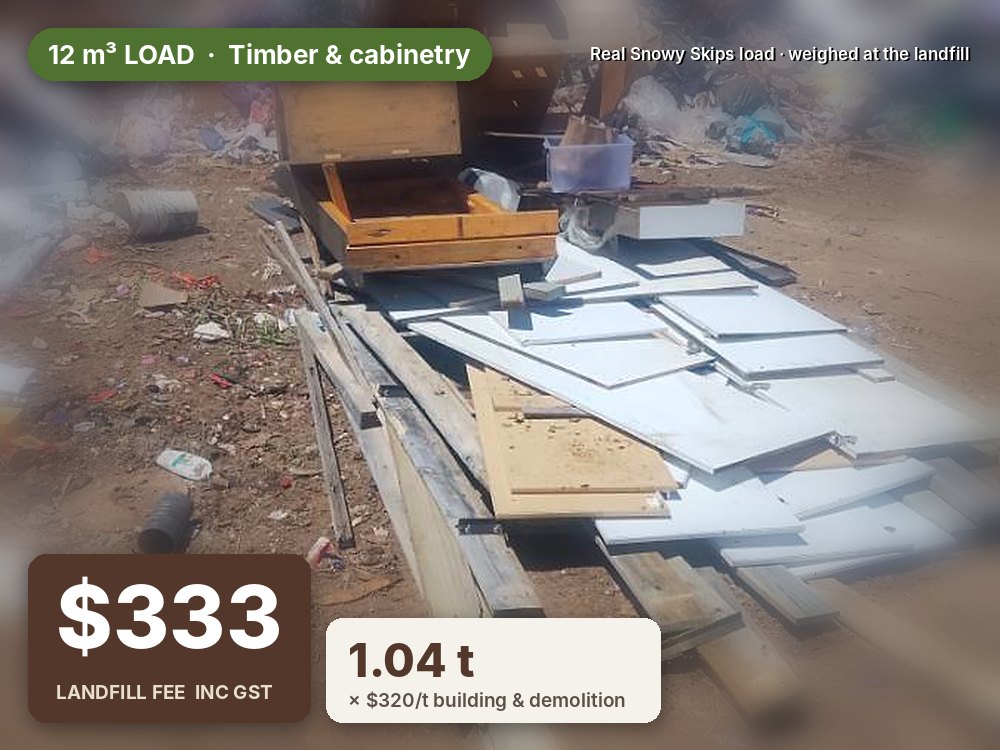 12 m³ LOAD · Timber & cabinetry
Real Snowy Skips load · weighed at the landfill
$333
LANDFILL FEE INC GST
1.04 t
× $320/t building & demolition